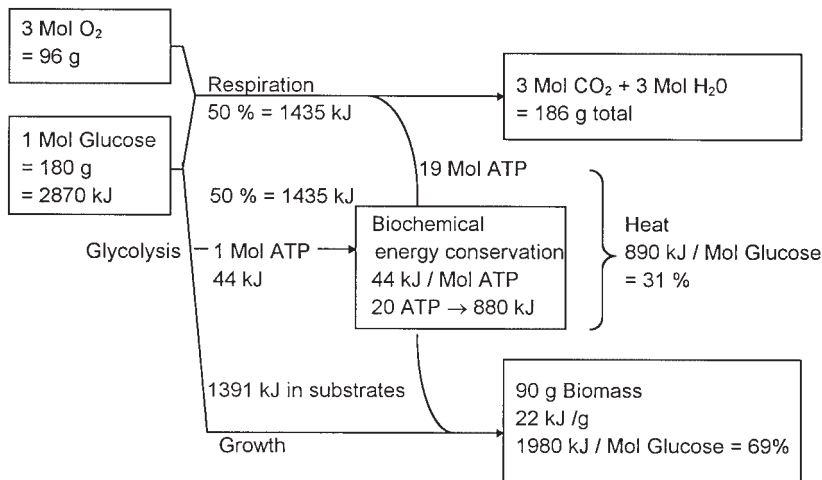 3 Mol O₂
= 96 g
1 Mol Glucose
= 180 g
= 2870 kJ
Respiration
50 % = 1435 kJ
3 Mol CO₂ + 3 Mol H₂0
= 186 g total
19 Mol ATP
50 % = 1435 kJ
Glycolysis
1 Mol ATP
44 kJ
Biochemical
energy conservation
44 kJ / Mol ATP
20 ATP → 880 kJ
Heat
890 kJ / Mol Glucose
= 31 %
1391 kJ in substrates
Growth
90 g Biomass
22 kJ /g
1980 kJ / Mol Glucose = 69%